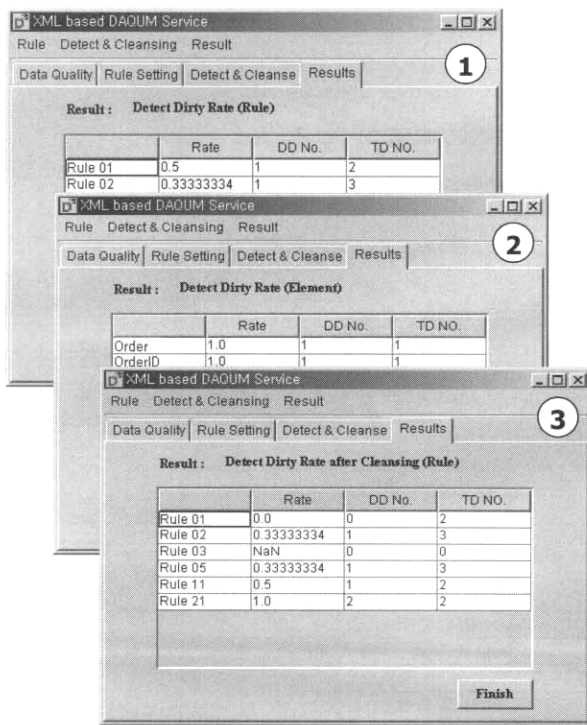 XML based DAQUM Service
Rule Detect & Cleansing Result
1
Data Quality Rule Setting Detect & Cleanse Results
Result : Detect Dirty Rate (Rule)
Rate DD No. TD NO.
Rule 01 0.5 1 2
Rule 02 0.33333334 1 3
XML based DAQUM Service
Rule Detect & Cleansing Result
2
Data Quality Rule Setting Detect & Cleanse Results
Result : Detect Dirty Rate (Element)
Rate DD No. TD NO.
Order 1.0 1 1
OrderID 1.0 1 1
XML based DAQUM Service
Rule Detect & Cleansing Result
3
Data Quality Rule Setting Detect & Cleanse Results
Result : Detect Dirty Rate after Cleansing (Rule)
Rate DD No. TD NO.
Rule 01 0.0 0 2
Rule 02 0.33333334 1 3
Rule 03 NaN 0 0
Rule 05 0.33333334 1 3
Rule 11 0.5 1 2
Rule 21 1.0 2 2
Finish